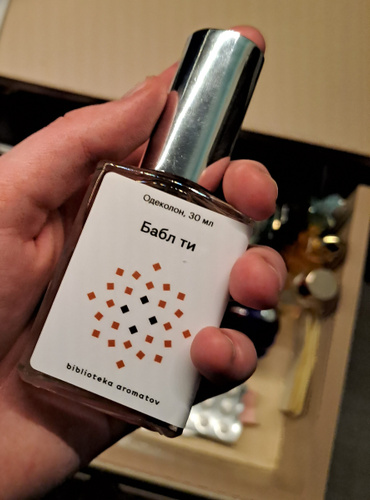 Одеколон, 30 мл
Бабл ти
biblioteka aromatov